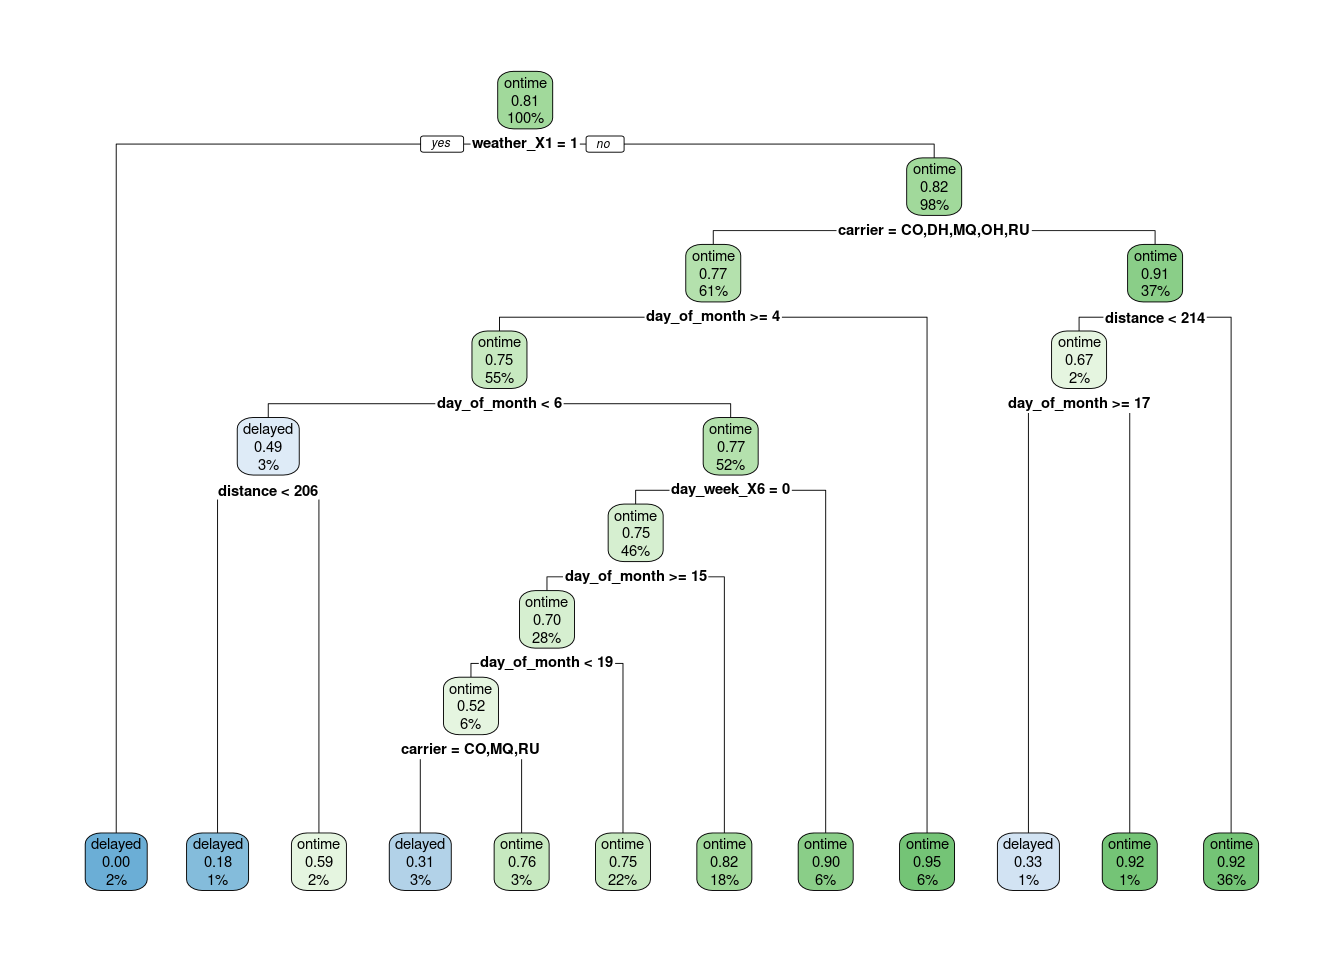 ontime
0.81
100%
yes weather_X1 = 1 no
ontime
0.82
98%
carrier = CO,DH,MQ,OH,RU
ontime
0.77
61%
ontime
0.91
37%
day_of_month >= 4
distance < 214
ontime
0.75
55%
ontime
0.67
2%
day_of_month < 6
day_of_month >= 17
delayed
0.49
3%
ontime
0.77
52%
distance < 206
day_week_X6 = 0
ontime
0.75
46%
day_of_month >= 15
ontime
0.70
28%
day_of_month < 19
ontime
0.52
6%
carrier = CO,MQ,RU
delayed
0.00
2%
delayed
0.18
1%
ontime
0.59
2%
delayed
0.31
3%
ontime
0.76
3%
ontime
0.75
22%
ontime
0.82
18%
ontime
0.90
6%
ontime
0.95
6%
delayed
0.33
1%
ontime
0.92
1%
ontime
0.92
36%